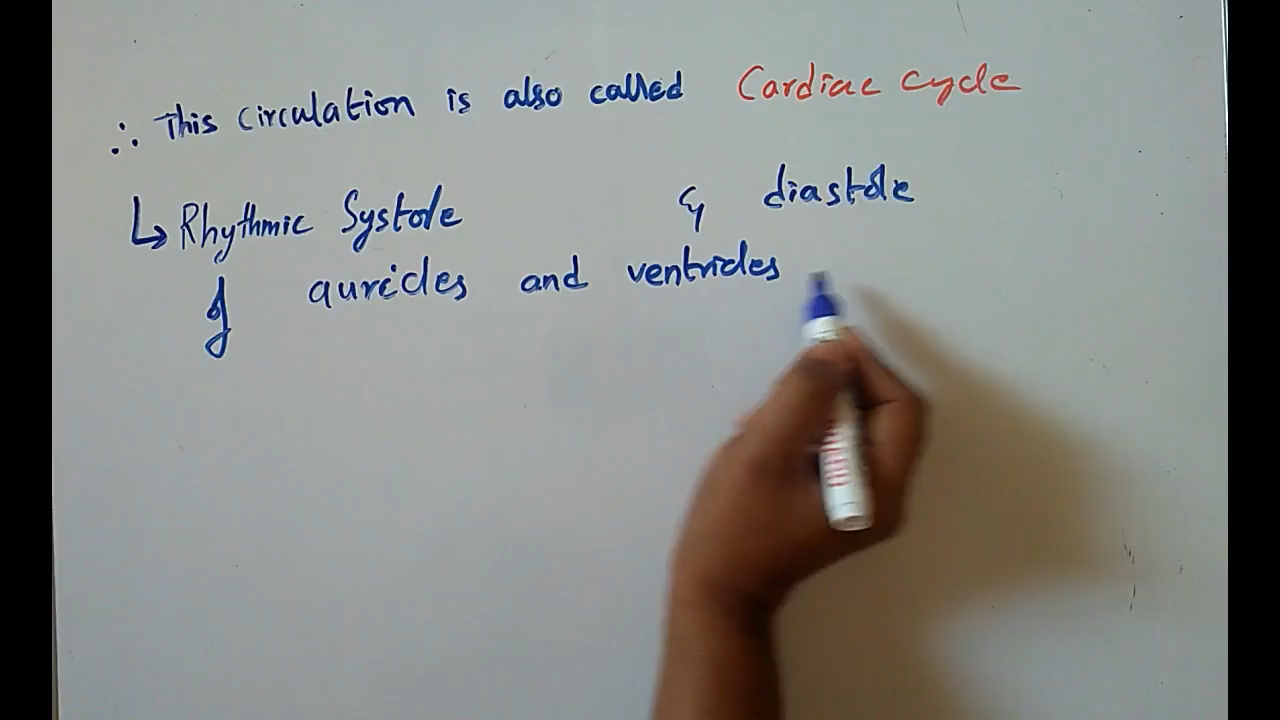 ∴ This circulation is also called Cardiac cycle
↳ Rhythmic Systole & diastole
of auricles and ventricles